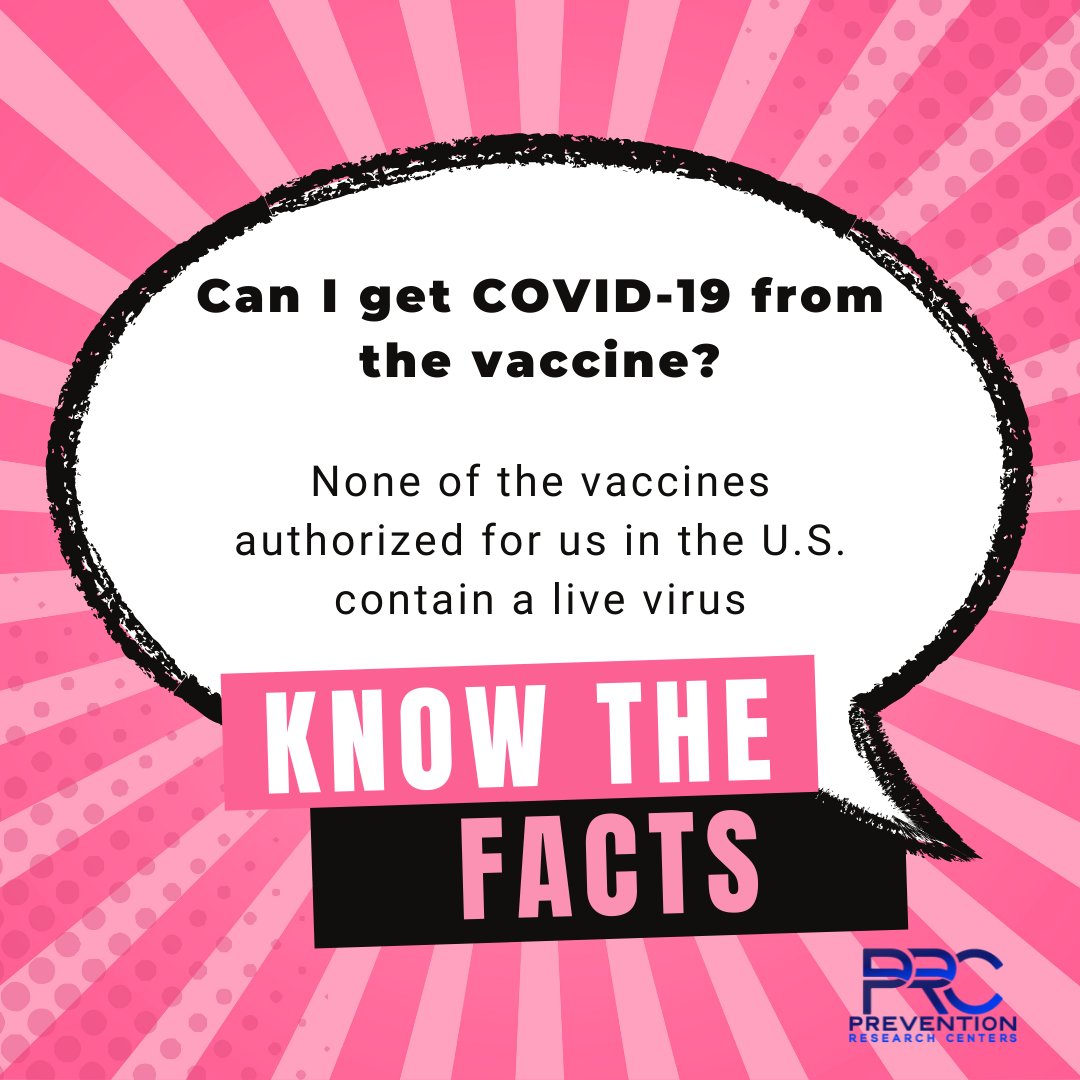 Can I get COVID-19 from
the vaccine?
None of the vaccines
authorized for us in the U.S.
contain a live virus
KNOW THE
FACTS
PRC
PREVENTION
RESEARCH CENTERS